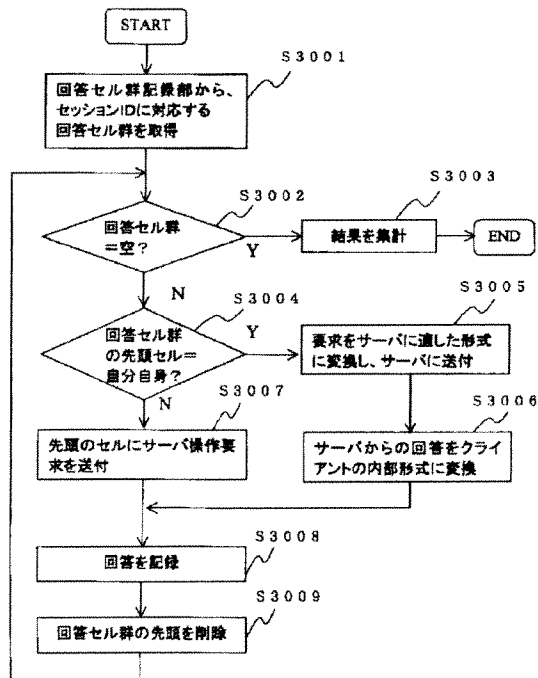 START
S3001
回答セル群記録部から、
セッションIDに対応する
回答セル群を取得
S3002
回答セル群
=空?
Y
N
S3003
結果を集計
END
S3004
回答セル群
の先頭セル=
自分自身?
Y
N
S3005
要求をサーバに適した形式
に変換し、サーバに送付
S3006
サーバからの回答をクライ
アントの内部形式に変換
S3007
先頭のセルにサーバ操作要
求を送付
S3008
回答を記録
S3009
回答セル群の先頭を削除